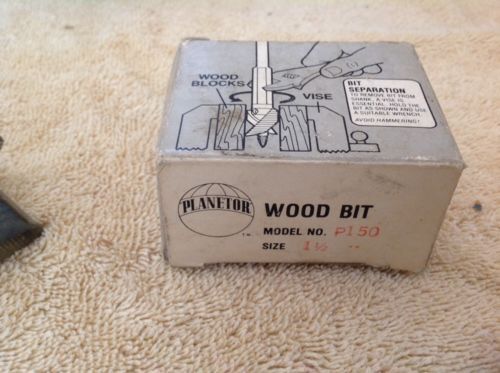 WOOD
BLOCKS
VISE
BIT
SEPARATION
TO REMOVE BIT FROM
SHANK, A VISE IS
ESSENTIAL. HOLD THE
BIT AS SHOWN AND USE
A SUITABLE WRENCH.
AVOID HAMMERING!
PLANETOR
TM
WOOD BIT
MODEL NO. P150
SIZE 1½ --